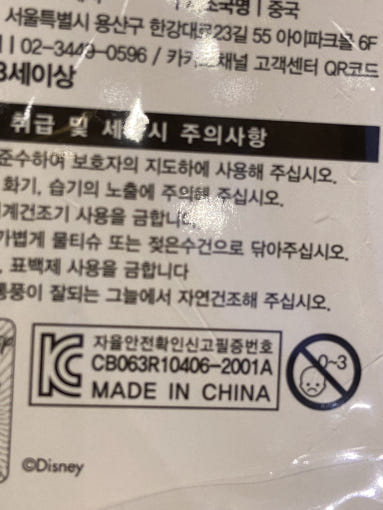 조국명 | 중국
서울특별시 용산구 한강대로23길 55 아이파크몰 6F
| 02-3449-0596 / 카카오채널 고객센터 QR코드
3세이상
취급 및 세탁시 주의사항
준수하여 보호자의 지도하에 사용해 주십시오.
화기, 습기의 노출에 주의해 주십시오.
계건조기 사용을 금합니다
가볍게 물티슈 또는 젖은수건으로 닦아주십시오.
, 표백제 사용을 금합니다
통풍이 잘되는 그늘에서 자연건조해 주십시오.
자율안전확인신고필증번호
CB063R10406-2001A
MADE IN CHINA
0~3
©Disney